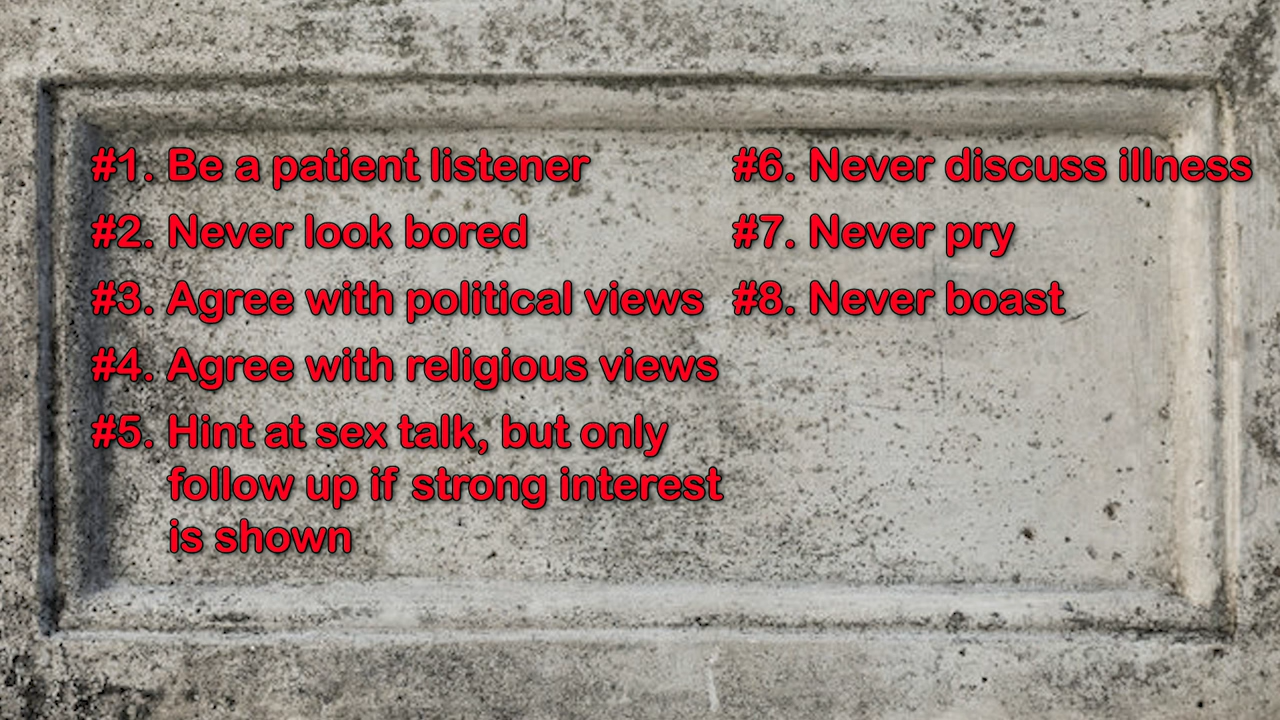 #1. Be a patient listener
#2. Never look bored
#3. Agree with political views
#4. Agree with religious views
#5. Hint at sex talk, but only
follow up if strong interest
is shown
#6. Never discuss illness
#7. Never pry
#8. Never boast